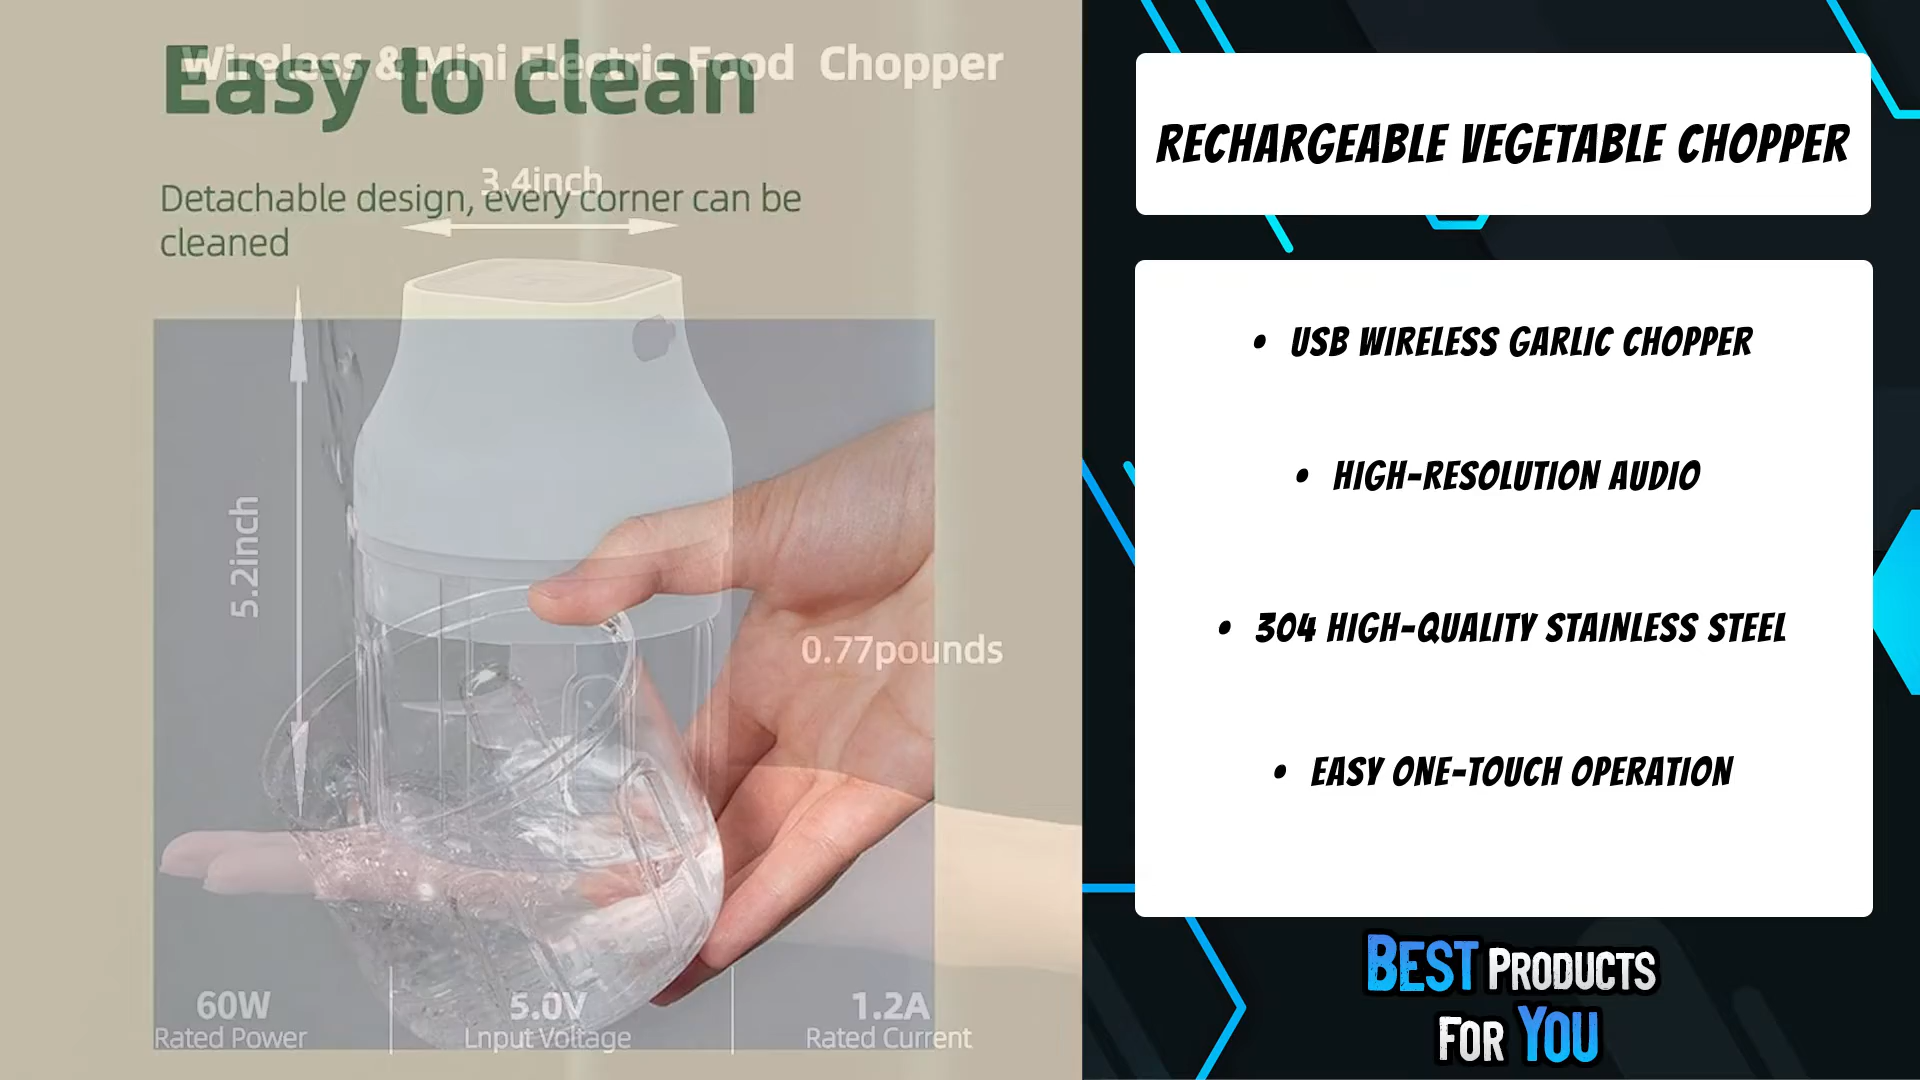 Wireless & Mini Electric Food Chopper
Easy to clean
3.4inch
Detachable design, every corner can be
cleaned
5.2inch
0.77pounds
60W
Rated Power
5.0V
Lnput Voltage
1.2A
Rated Current
RECHARGEABLE VEGETABLE CHOPPER
• USB WIRELESS GARLIC CHOPPER
• HIGH-RESOLUTION AUDIO
• 304 HIGH-QUALITY STAINLESS STEEL
• EASY ONE-TOUCH OPERATION
BEST PRODUCTS
FOR YOU